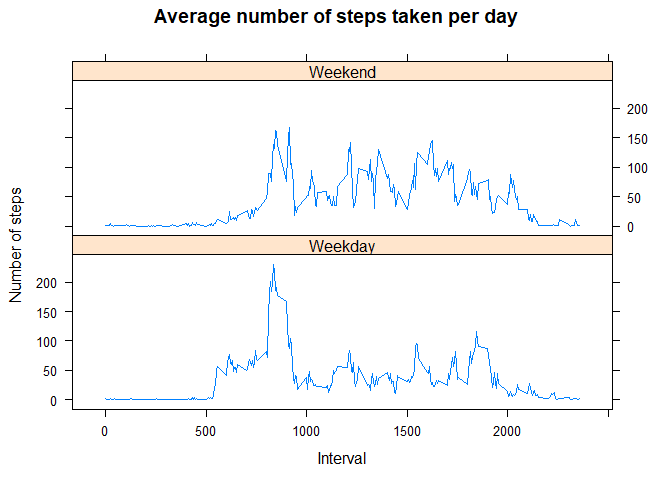 Average number of steps taken per day
Weekend
200
150
100
50
0
Number of steps
Weekday
200
150
100
50
0
0 500 1000 1500 2000
Interval